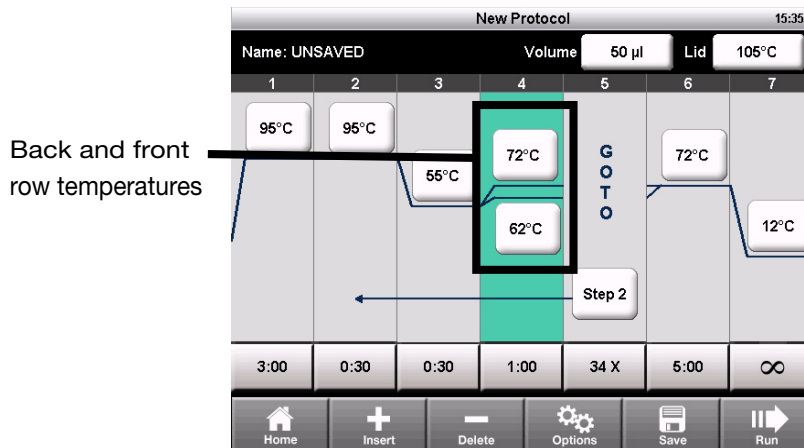 New Protocol 15:35
Name: UNSAVED Volume 50 µl Lid 105°C
1 2 3 4 5 6 7
Back and front
row temperatures
95°C 95°C 55°C 72°C 72°C 12°C
62°C
GOTO
Step 2
3:00 0:30 0:30 1:00 34 X 5:00 ∞
Home Insert Delete Options Save Run